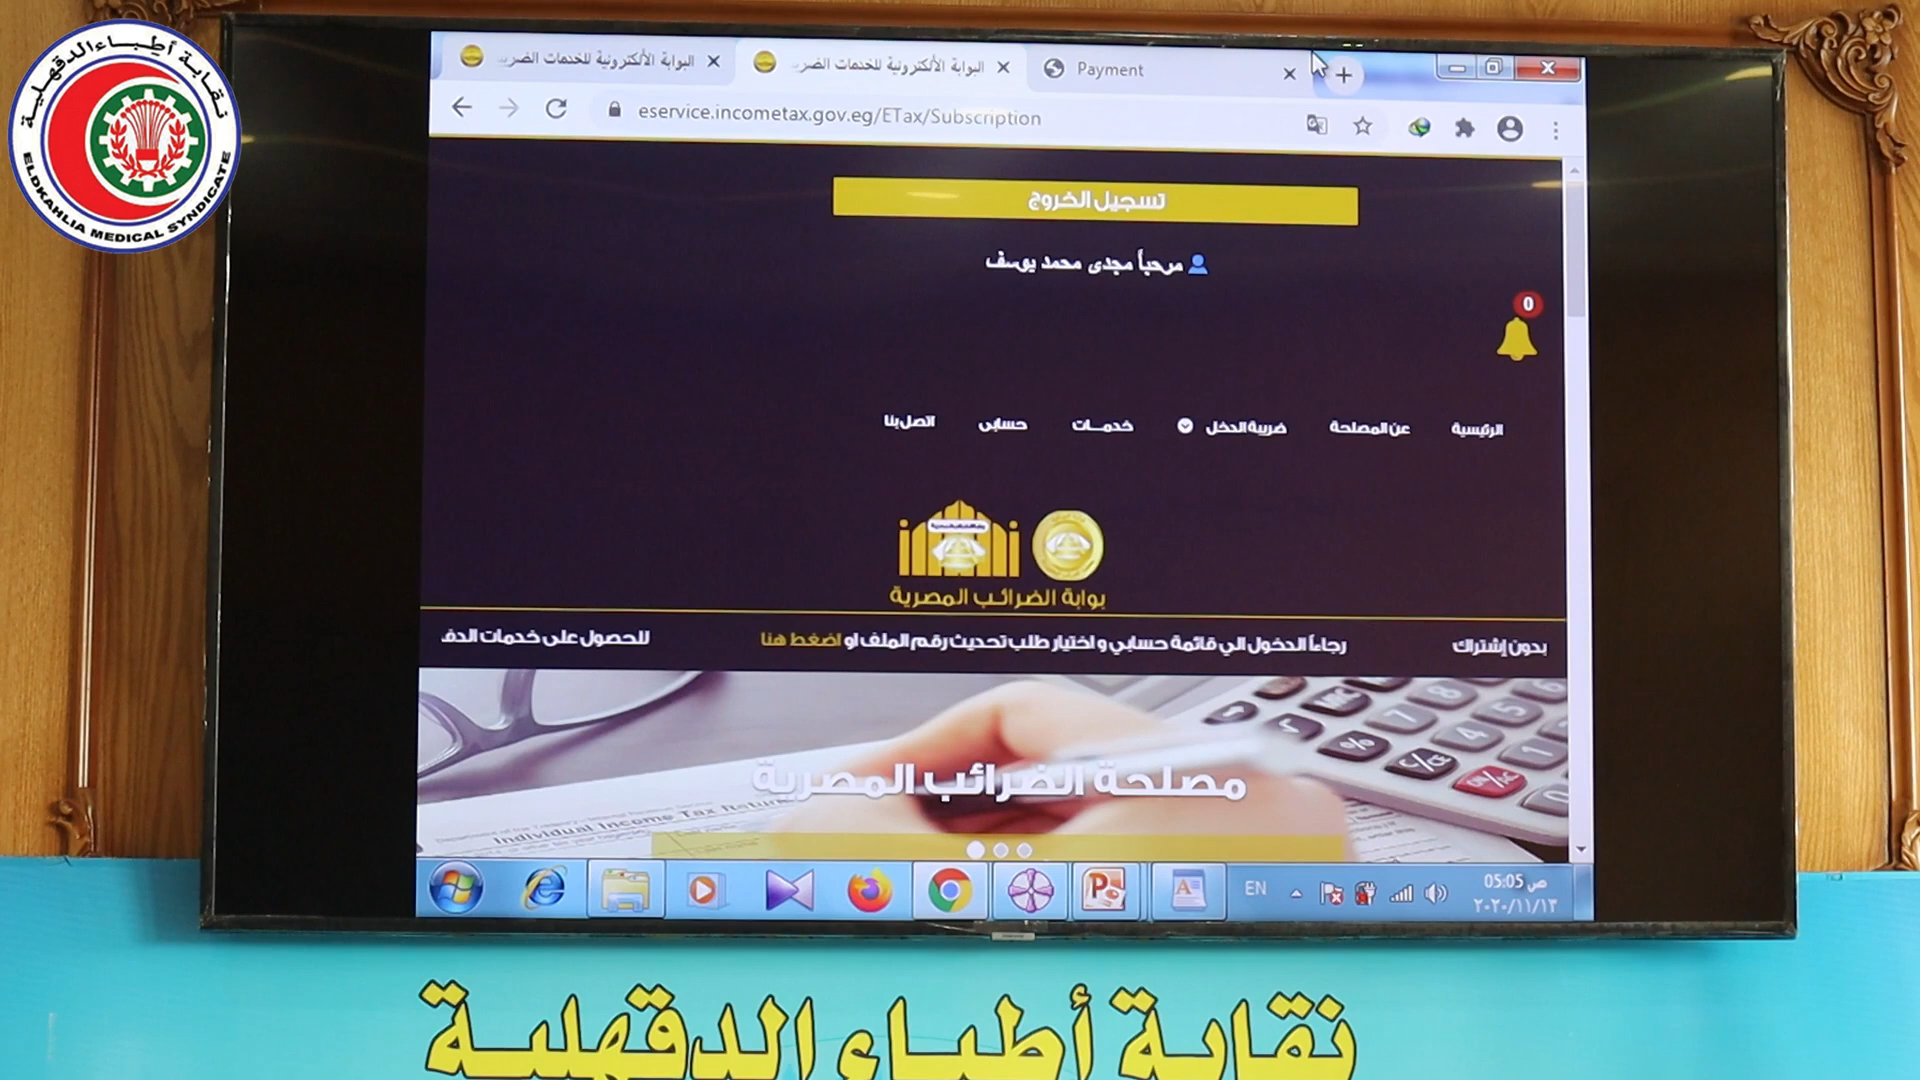 نقابة أطباء الدقهلية
ELDKAHLIA MEDICAL SYNDICATE
البوابة الألكترونية للخدمات الضر
البوابة الألكترونية للخدمات الضر
Payment
eservice.incometax.gov.eg/ETax/Subscription
تسجيل الخروج
مرحباً مجدى محمد يوسف
0
الرئيسية
عن المصلحة
ضريبة الدخل
خدمـــات
حسابى
اتصل بنا
بوابة الضرائب المصرية
بدون إشتراك
رجاءاً الدخول الي قائمة حسابي و اختيار طلب تحديث رقم الملف او اضغط هنا
للحصول على خدمات الدف
مصلحة الضرائب المصرية
Individual Income Tax Return
EN
05:05 ص
٢٠٢٠/١١/١٣
نقابة أطباء الدقهلية